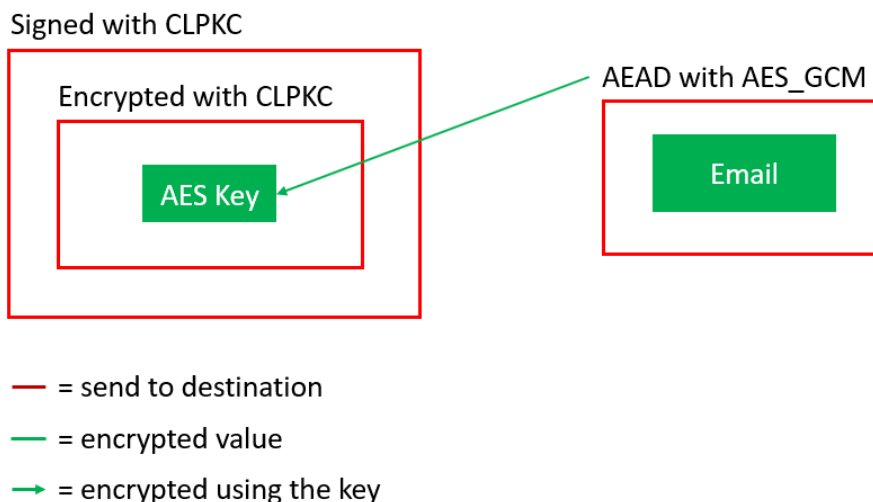 Signed with CLPKC
Encrypted with CLPKC
AES Key
AEAD with AES_GCM
Email
= send to destination
= encrypted value
= encrypted using the key